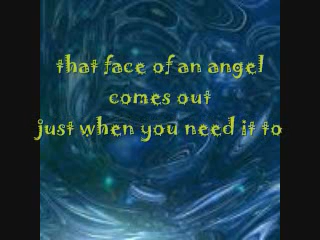 that face of an angel
comes out
just when you need it to